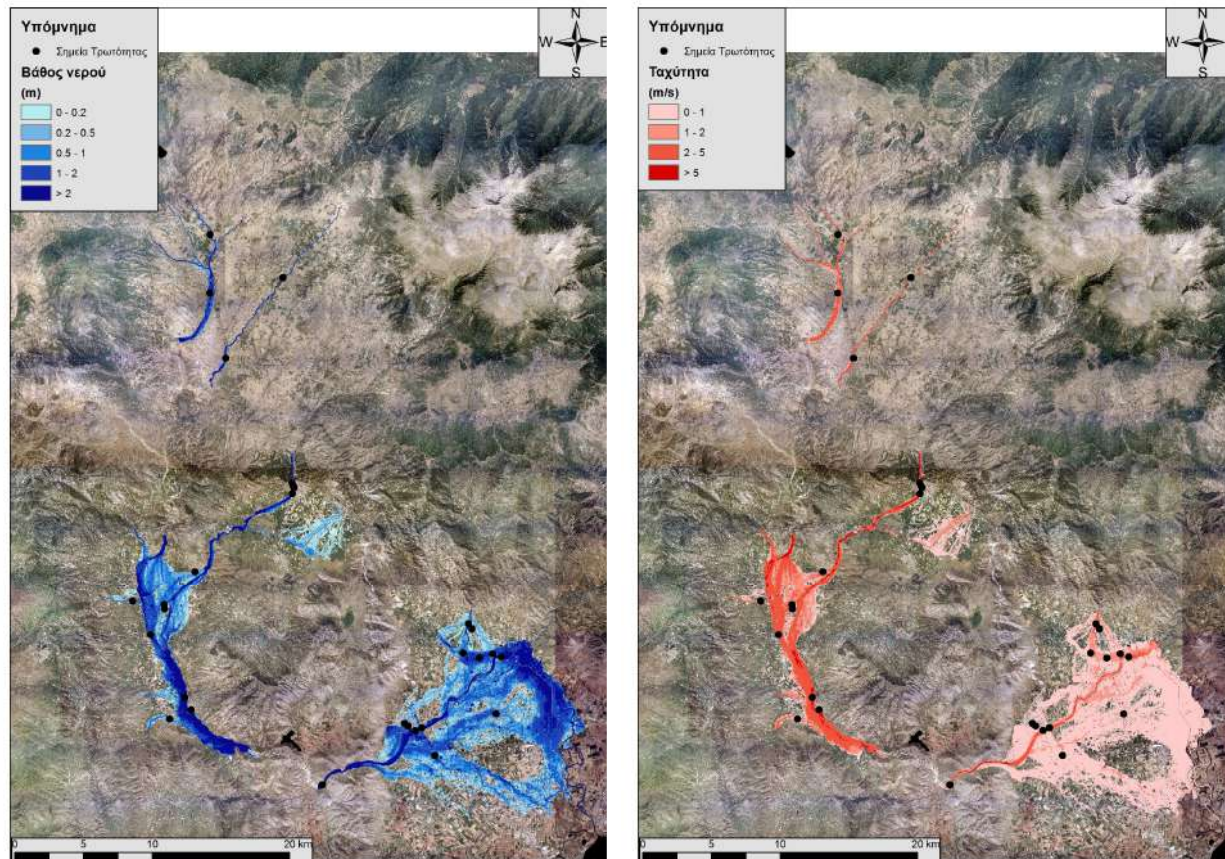 Υπόμνημα
Σημεία Τρωτότητας
Βάθος νερού
(m)
0 - 0.2
0.2 - 0.5
0.5 - 1
1 - 2
> 2
N
W E
S
0 5 10 20 km
Υπόμνημα
Σημεία Τρωτότητας
Ταχύτητα
(m/s)
0 - 1
1 - 2
2 - 5
> 5
N
W E
S
0 5 10 20 km